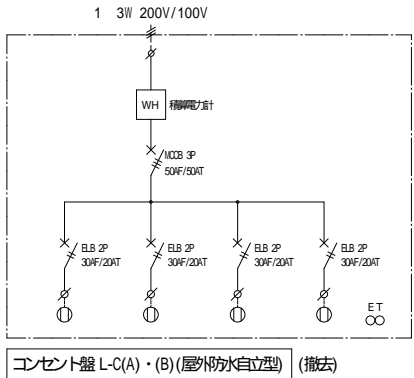 1 3W 200V/100V
WH 積算電力計
MCCB 3P
50AF/50AT
ELB 2P
30AF/20AT
ELB 2P
30AF/20AT
ELB 2P
30AF/20AT
ELB 2P
30AF/20AT
ET
コンセント盤 L-C(A)・(B)(屋外防水自立型) (撤去)